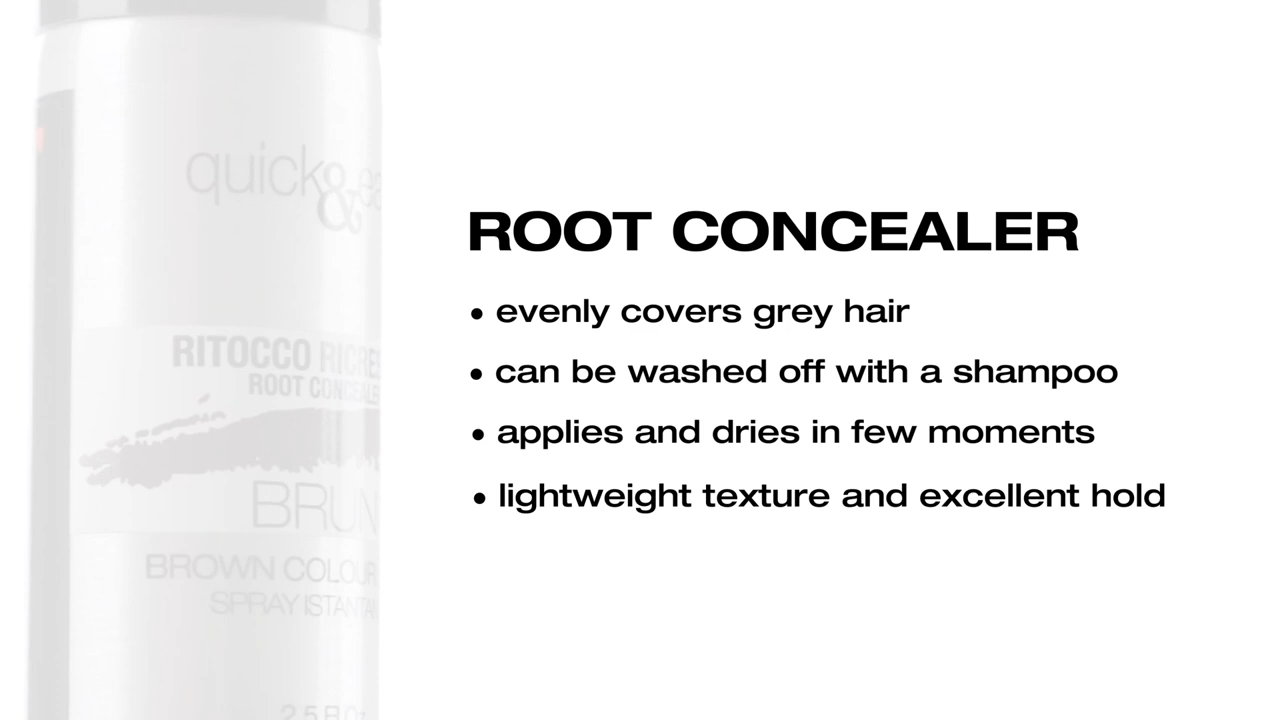 quick&
RITOCCO
ROOT CONCEALE
BROWN COLOUR
SPRAY
ROOT CONCEALER
• evenly covers grey hair
• can be washed off with a shampoo
• applies and dries in few moments
• lightweight texture and excellent hold